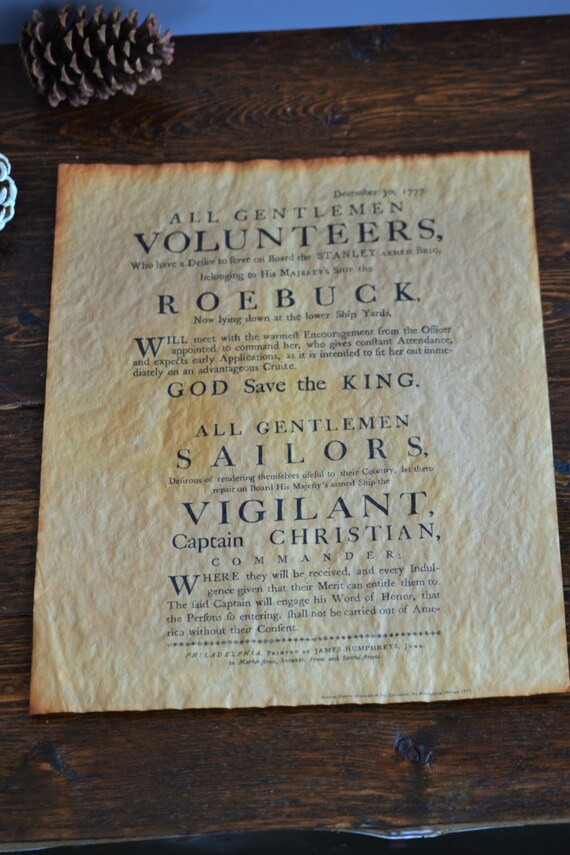 December 30, 1777
ALL GENTLEMEN
VOLUNTEERS,
Who have a Deſire to ſerve on Board the STANLEY ARMED BRIG,
belonging to His MAJESTY'S SHIP the
ROEBUCK,
Now lying down at the lower Ship Yards,
WILL meet with the warmeſt Encouragement from the Officer
appointed to command her, who gives conſtant Attendance,
and expects early Applications, as it is intended to fit her out imme-
diately on an advantageous Cruize.
GOD Save the KING.
ALL GENTLEMEN
SAILORS,
Deſirous of rendering themſelves uſeful to their Country, let them
repair on Board His Majeſty's armed Ship the
VIGILANT,
Captain CHRISTIAN,
COMMANDER:
WHERE they will be received, and every Indul-
gence given that their Merit can entitle them to.
The ſaid Captain will engage his Word of Honor, that
the Perſons ſo entering, ſhall not be carried out of Ame-
rica without their Conſent.
PHILADELPHIA, PRINTED BY JAMES HUMPHREYS, JUNR.
in Market-ſtreet, between Front and Second-ſtreets.